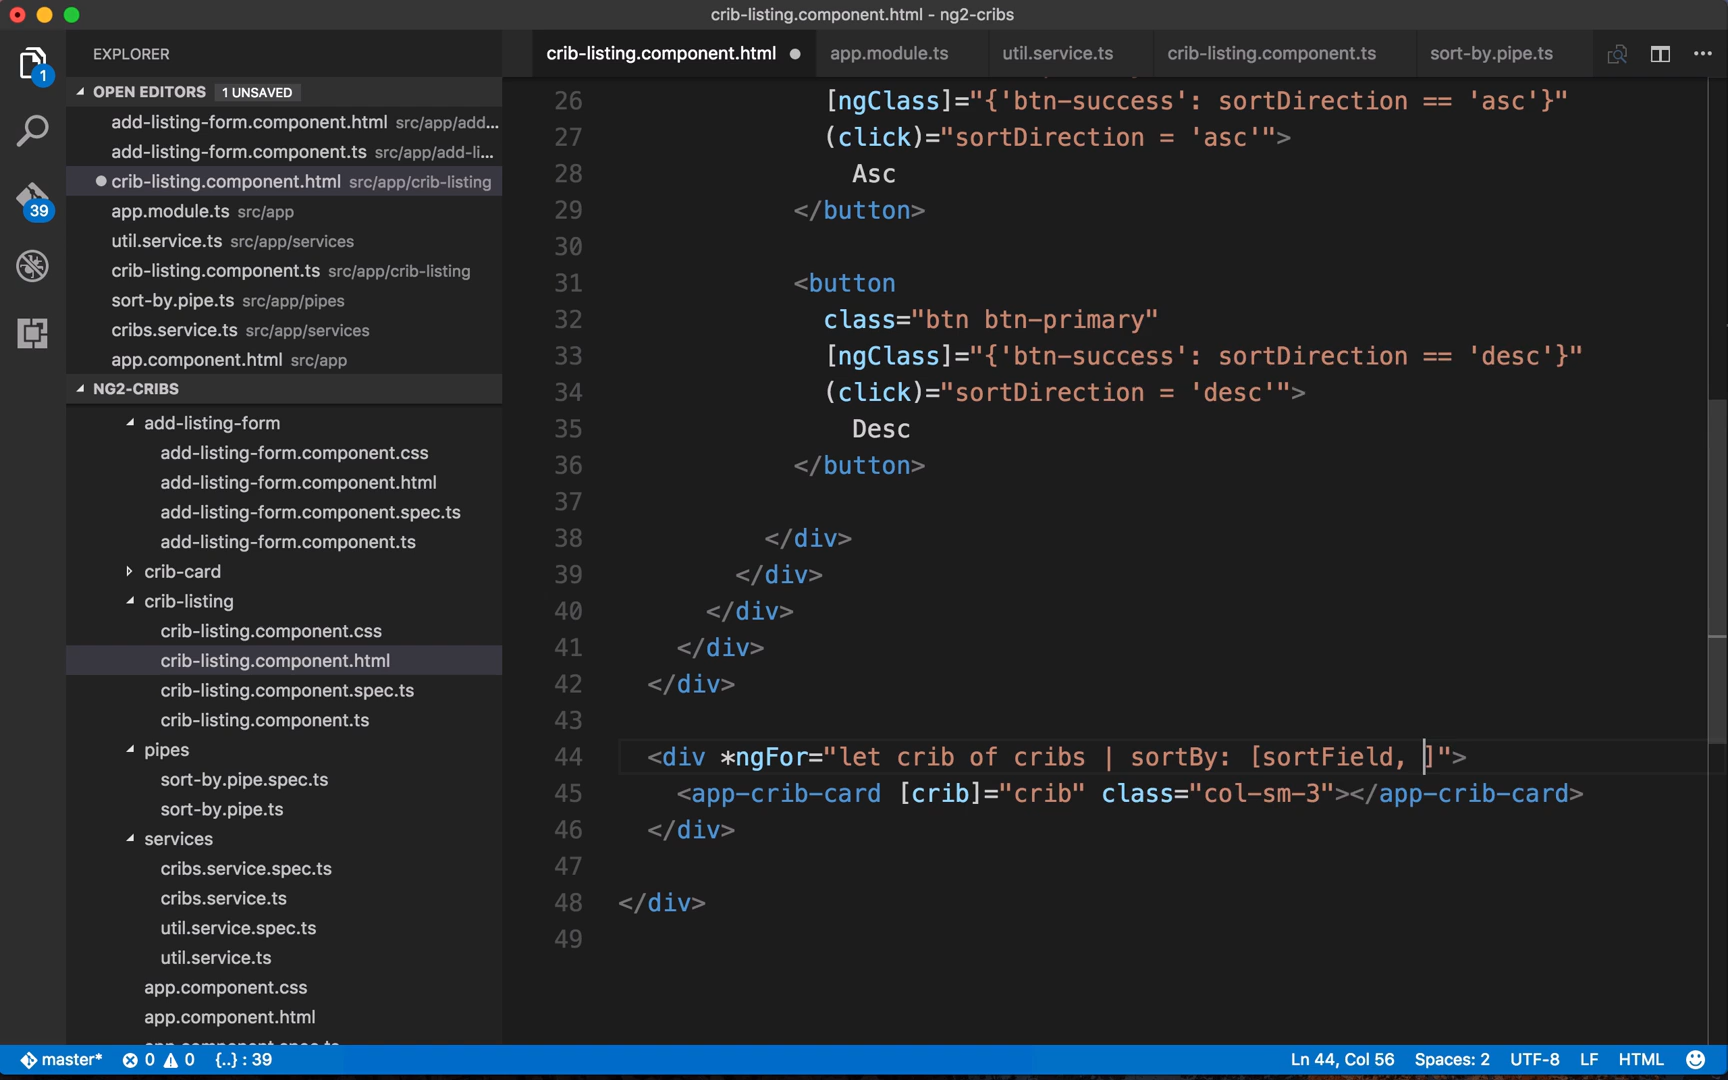 crib-listing.component.html - ng2-cribs
EXPLORER
crib-listing.component.html
app.module.ts
util.service.ts
crib-listing.component.ts
sort-by.pipe.ts
1
39
OPEN EDITORS 1 UNSAVED
add-listing-form.component.html src/app/add...
add-listing-form.component.ts src/app/add-li...
crib-listing.component.html src/app/crib-listing
app.module.ts src/app
util.service.ts src/app/services
crib-listing.component.ts src/app/crib-listing
sort-by.pipe.ts src/app/pipes
cribs.service.ts src/app/services
app.component.html src/app
NG2-CRIBS
add-listing-form
add-listing-form.component.css
add-listing-form.component.html
add-listing-form.component.spec.ts
add-listing-form.component.ts
crib-card
crib-listing
crib-listing.component.css
crib-listing.component.html
crib-listing.component.spec.ts
crib-listing.component.ts
pipes
sort-by.pipe.spec.ts
sort-by.pipe.ts
services
cribs.service.spec.ts
cribs.service.ts
util.service.spec.ts
util.service.ts
app.component.css
app.component.html
26 [ngClass]="{'btn-success': sortDirection == 'asc'}"
27 (click)="sortDirection = 'asc'">
28 Asc
29 </button>
30
31 <button
32 class="btn btn-primary"
33 [ngClass]="{'btn-success': sortDirection == 'desc'}"
34 (click)="sortDirection = 'desc'">
35 Desc
36 </button>
37
38 </div>
39 </div>
40 </div>
41 </div>
42 </div>
43
44 <div *ngFor="let crib of cribs | sortBy: [sortField, ]">
45 <app-crib-card [crib]="crib" class="col-sm-3"></app-crib-card>
46 </div>
47
48 </div>
49
master* 0 0 {..} : 39
Ln 44, Col 56 Spaces: 2 UTF-8 LF HTML